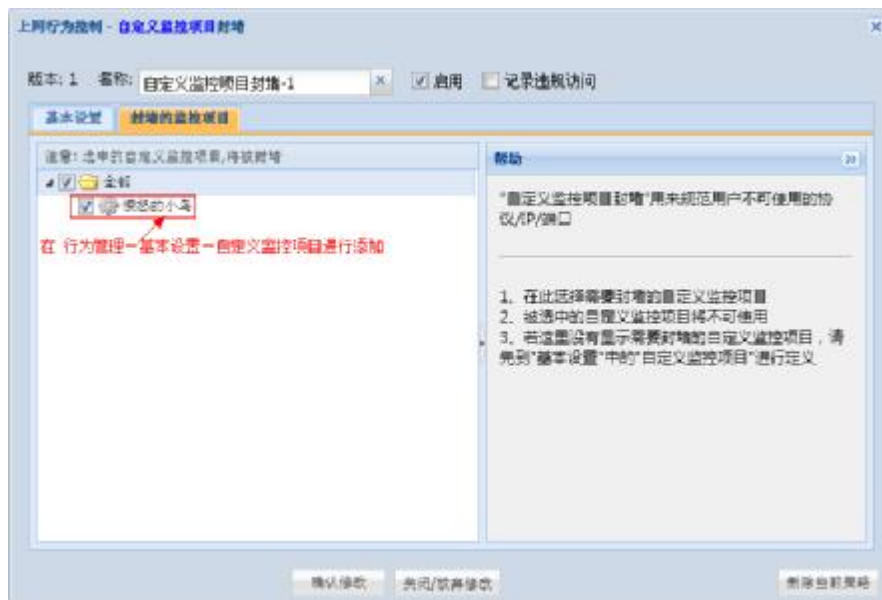 上网行为控制 - 自定义监控项目封堵
版本: 1 名称: 自定义监控项目封堵-1 启用 记录违规访问
基本设置 封堵的监控项目
注意: 选中的自定义监控项目,将被封堵
帮助
全部
愤怒的小鸟
在 行为管理-基本设置-自定义监控项目进行添加
"自定义监控项目封堵"用来规范用户不可使用的协
议/IP/端口
1、在此选择需要封堵的自定义监控项目
2、被选中的自定义监控项目将不可使用
3、若这里没有显示需要封堵的自定义监控项目，请
先到"基本设置"中的"自定义监控项目"进行定义
确认修改 关闭/放弃修改 删除当前策略